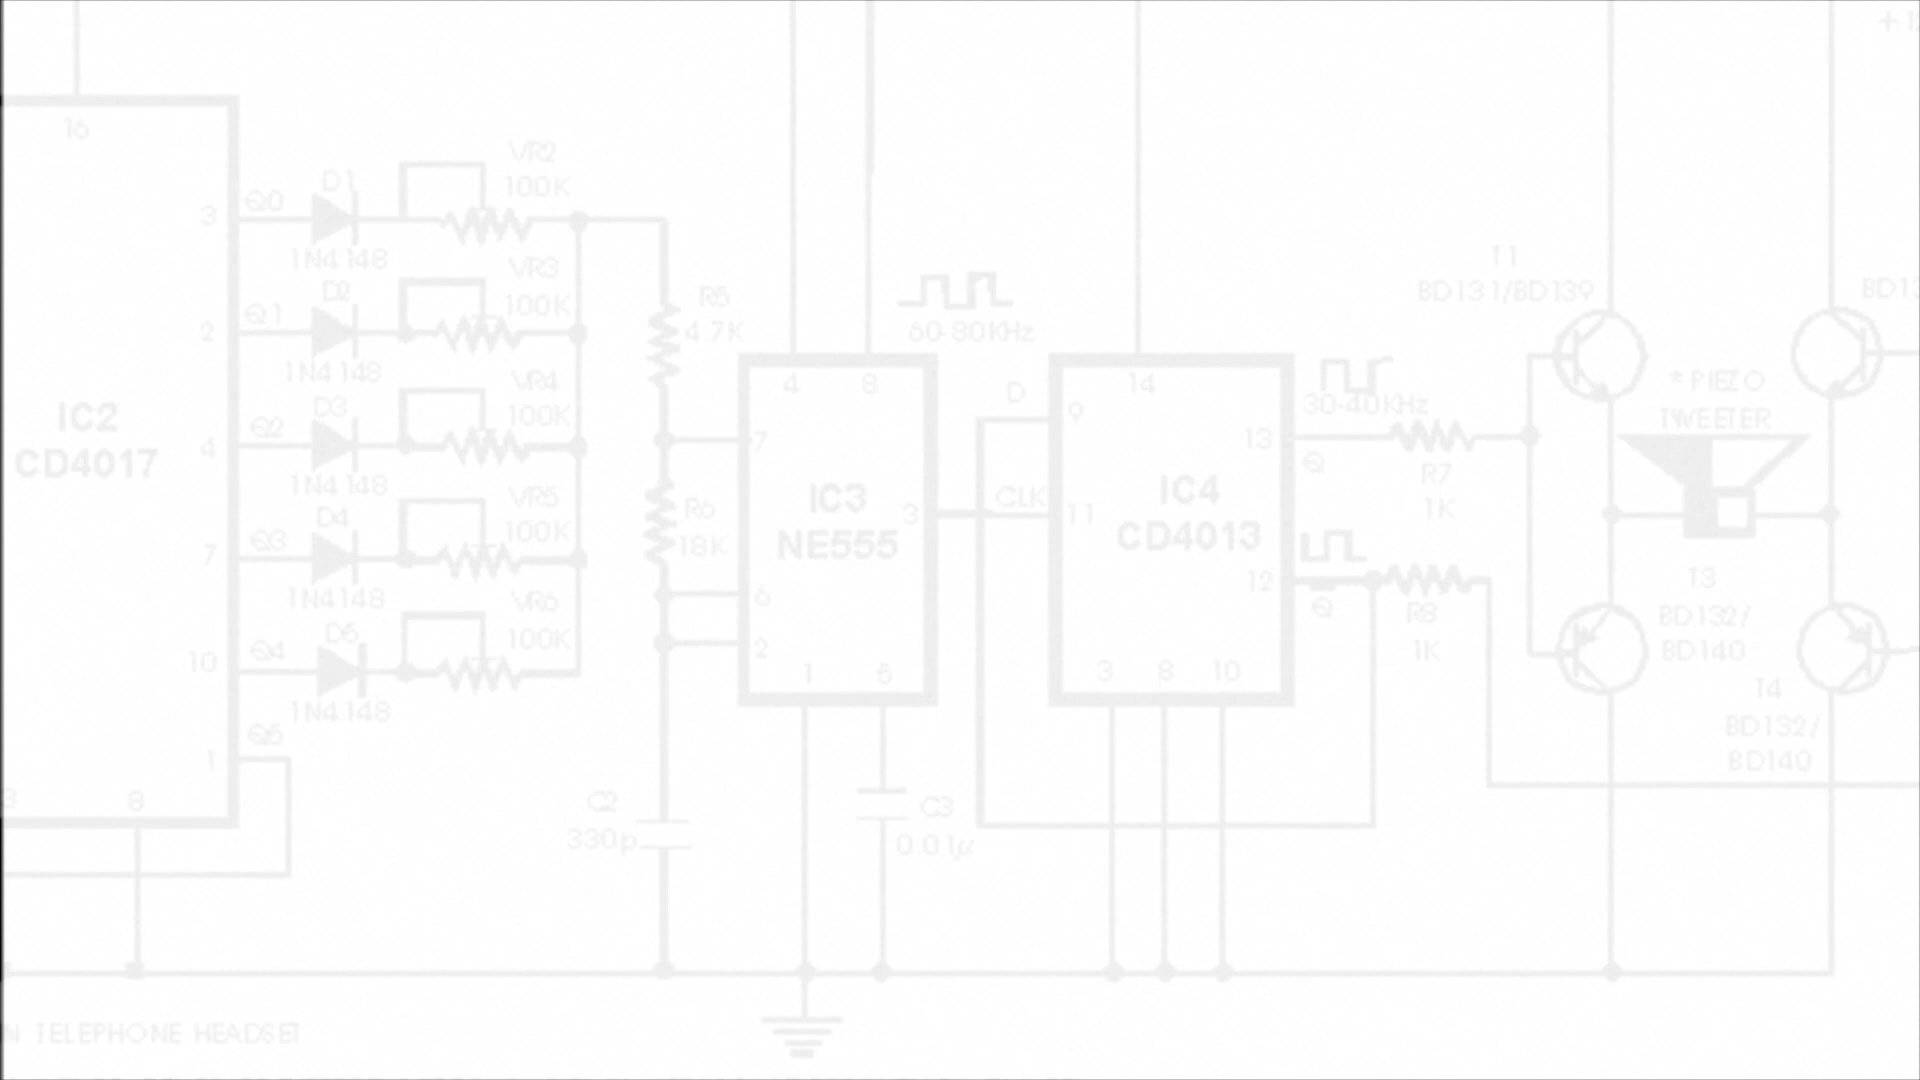 +1
16
VR2
D1
100K
3
Q0
1N4148
VR3
D2
100K
2
Q1
1N4148
VR4
D3
100K
4
Q2
1N4148
IC2
CD4017
VR5
D4
100K
7
Q3
1N4148
VR6
D5
100K
10
Q4
1N4148
1
Q5
8
R5
4.7K
R6
18K
C2
330p
60-80KHz
4
8
7
IC3
NE555
3
6
2
1
5
C3
0.01µ
D
9
CLK
11
14
13
IC4
CD4013
12
3
8
10
30-40KHz
Q
R7
1K
Q
R8
1K
T1
BD131/BD139
BD13
* PIEZO
TWEETER
T3
BD132/
BD140
T4
BD132/
BD140
N TELEPHONE HEADSET